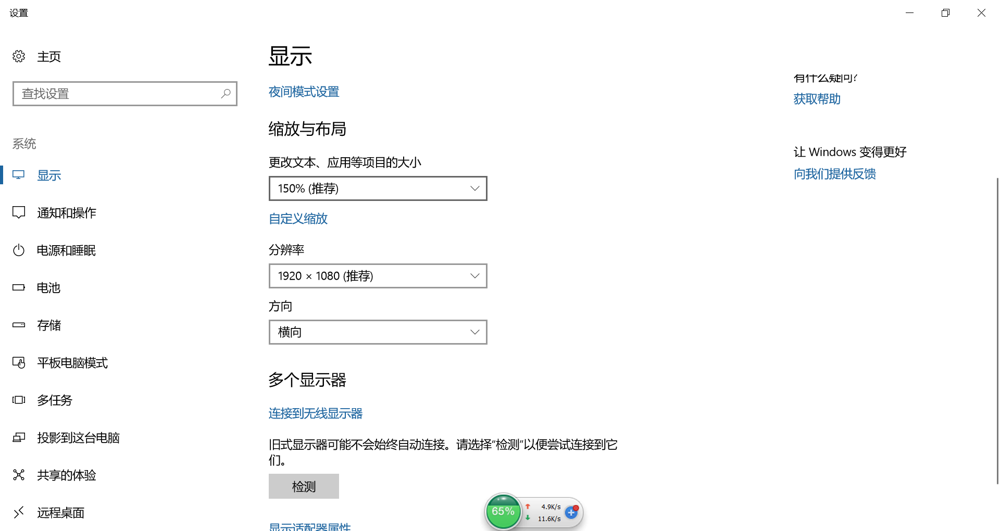 设置
主页
查找设置
系统
显示
通知和操作
电源和睡眠
电池
存储
平板电脑模式
多任务
投影到这台电脑
共享的体验
远程桌面
显示
夜间模式设置
缩放与布局
更改文本、应用等项目的大小
150% (推荐)
自定义缩放
分辨率
1920 × 1080 (推荐)
方向
横向
多个显示器
连接到无线显示器
旧式显示器可能不会始终自动连接。请选择“检测”以便尝试连接到它
们。
检测
显示适配器属性
有什么疑问?
获取帮助
让 Windows 变得更好
向我们提供反馈
65%
4.9K/s
11.6K/s